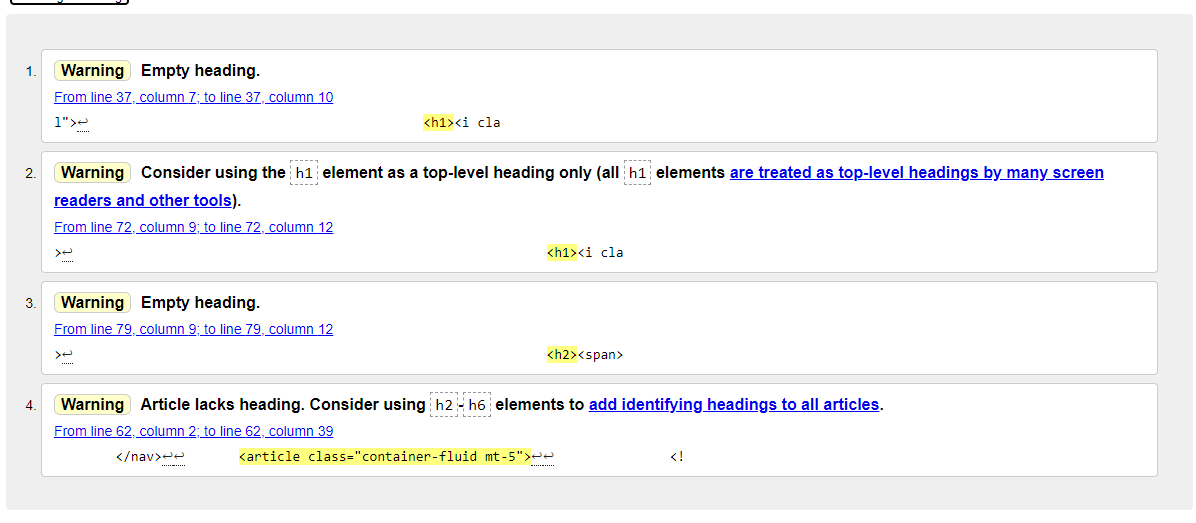 1. Warning Empty heading.
From line 37, column 7; to line 37, column 10
l">↩ <h1><i cla
2. Warning Consider using the h1 element as a top-level heading only (all h1 elements are treated as top-level headings by many screen
readers and other tools).
From line 72, column 9; to line 72, column 12
>↩ <h1><i cla
3. Warning Empty heading.
From line 79, column 9; to line 79, column 12
>↩ <h2><span>
4. Warning Article lacks heading. Consider using h2-h6 elements to add identifying headings to all articles.
From line 62, column 2; to line 62, column 39
</nav>↩↩ <article class="container-fluid mt-5">↩↩ <!